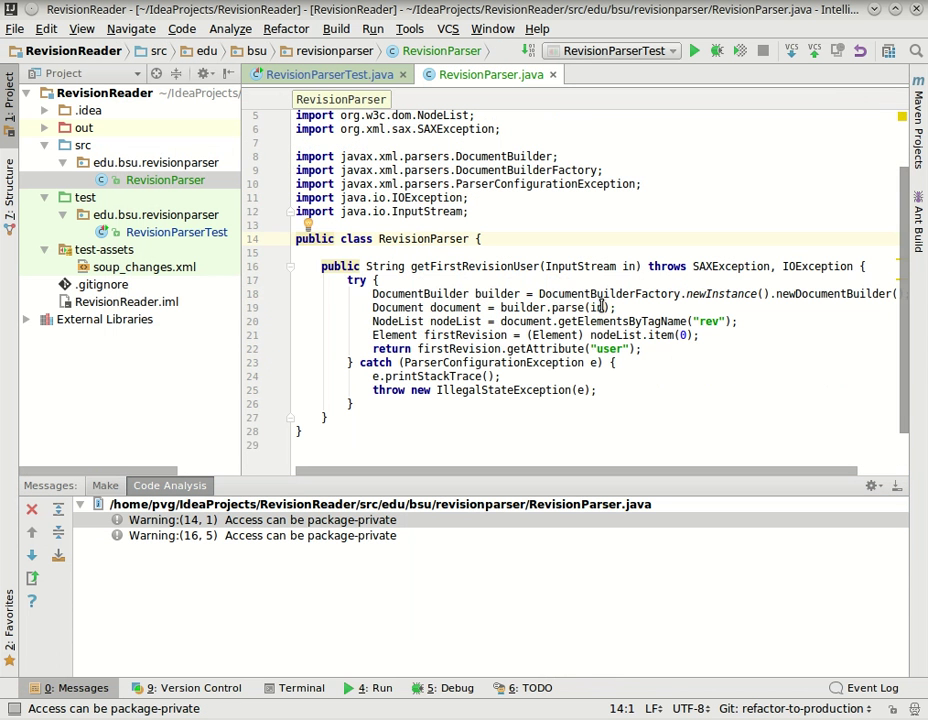 RevisionReader - [~/IdeaProjects/RevisionReader] - [RevisionReader] - ~/IdeaProjects/RevisionReader/src/edu/bsu/revisionparser/RevisionParser.java - Intelli...
File Edit View Navigate Code Analyze Refactor Build Run Tools VCS Window Help
RevisionReader src edu bsu revisionparser RevisionParser RevisionParserTest VCS VCS
Project RevisionParserTest.java RevisionParser.java
RevisionReader ~/IdeaProjects/
.idea
out
src
edu.bsu.revisionparser
RevisionParser
test
edu.bsu.revisionparser
RevisionParserTest
test-assets
soup_changes.xml
.gitignore
RevisionReader.iml
External Libraries
1: Project
7: Structure
2: Favorites
Maven Projects
Ant Build
RevisionParser
5 import org.w3c.dom.NodeList;
6 import org.xml.sax.SAXException;
7
8 import javax.xml.parsers.DocumentBuilder;
9 import javax.xml.parsers.DocumentBuilderFactory;
10 import javax.xml.parsers.ParserConfigurationException;
11 import java.io.IOException;
12 import java.io.InputStream;
13
14 public class RevisionParser {
15
16 public String getFirstRevisionUser(InputStream in) throws SAXException, IOException {
17 try {
18 DocumentBuilder builder = DocumentBuilderFactory.newInstance().newDocumentBuilder()
19 Document document = builder.parse(in);
20 NodeList nodeList = document.getElementsByTagName("rev");
21 Element firstRevision = (Element) nodeList.item(0);
22 return firstRevision.getAttribute("user");
23 } catch (ParserConfigurationException e) {
24 e.printStackTrace();
25 throw new IllegalStateException(e);
26 }
27 }
28 }
29
Messages: Make Code Analysis
/home/pvg/IdeaProjects/RevisionReader/src/edu/bsu/revisionparser/RevisionParser.java
Warning:(14, 1) Access can be package-private
Warning:(16, 5) Access can be package-private
0: Messages 9: Version Control Terminal 4: Run 5: Debug 6: TODO Event Log
Access can be package-private 14:1 LF UTF-8 Git: refactor-to-production